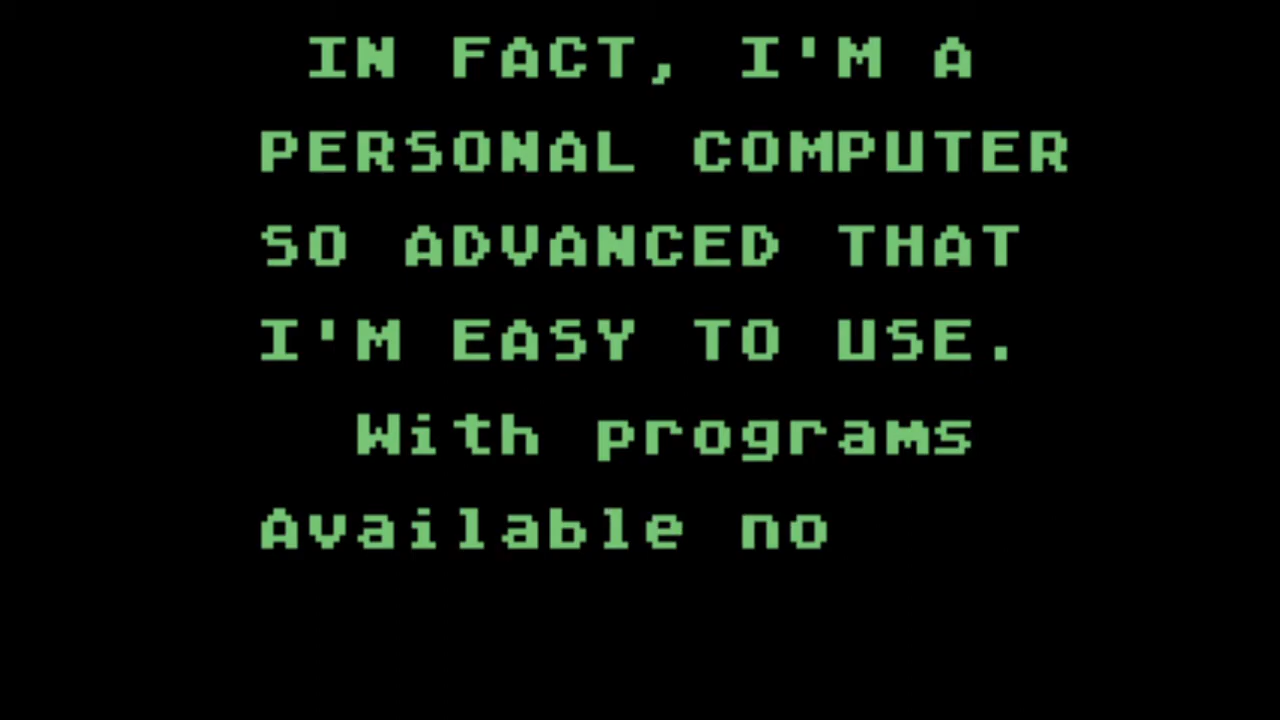 IN FACT, I'M A
PERSONAL COMPUTER
SO ADVANCED THAT
I'M EASY TO USE.
With programs
Available no